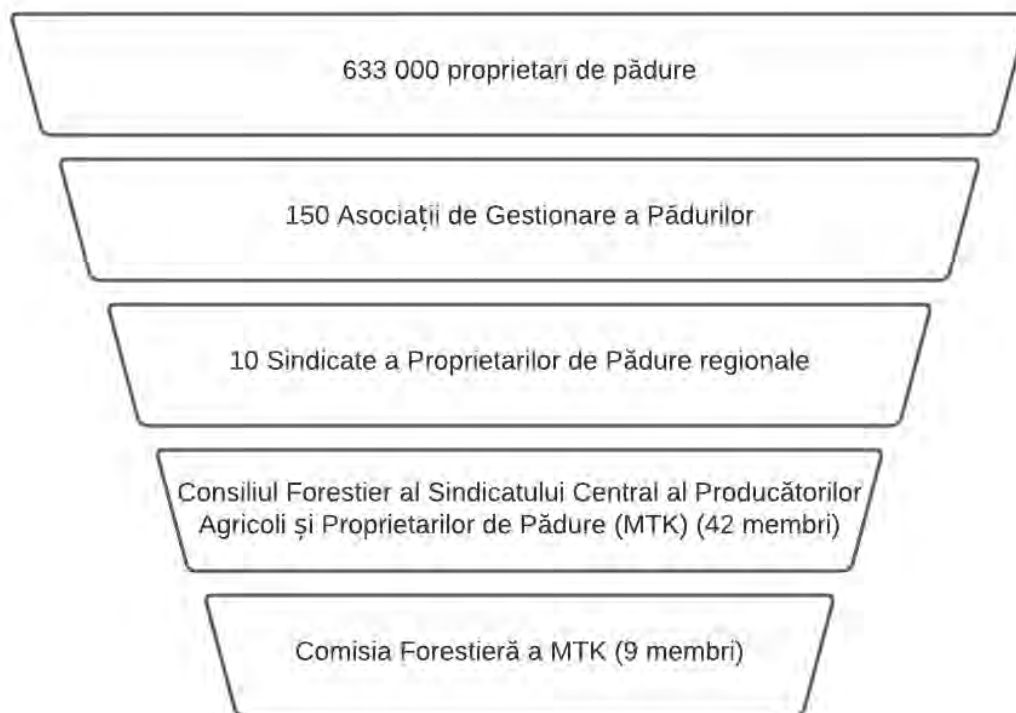 633 000 proprietari de pădure
150 Asociații de Gestionare a Pădurilor
10 Sindicate a Proprietarilor de Pădure regionale
Consiliul Forestier al Sindicatului Central al Producătorilor
Agricoli și Proprietarilor de Pădure (MTK) (42 membri)
Comisia Forestieră a MTK (9 membri)